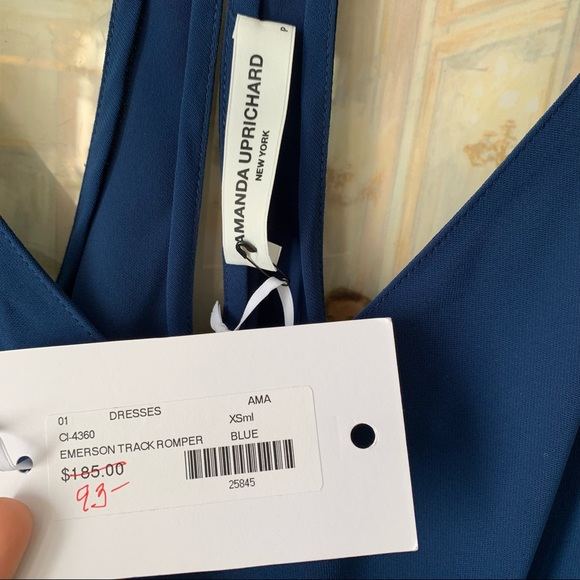 P
AMANDA UPRICHARD
NEW YORK
01 DRESSES AMA
CI-4360 XSml
EMERSON TRACK ROMPER BLUE
$185.00
93-
25845